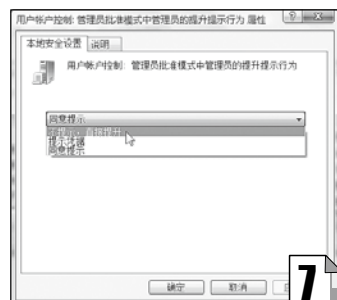 用户帐户控制: 管理员批准模式中管理员的提升提示行为 属性
本地安全设置 说明
用户帐户控制: 管理员批准模式中管理员的提升提示行为
同意提示
不提示，直接提升
提示凭据
同意提示
确定 取消
7